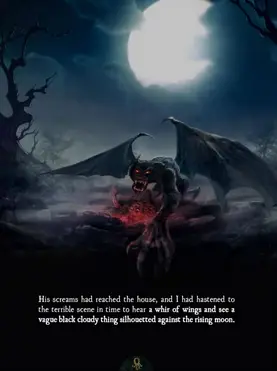 His screams had reached the house, and I had hastened to
the terrible scene in time to hear a whir of wings and see a
vague black cloudy thing silhouetted against the rising moon.